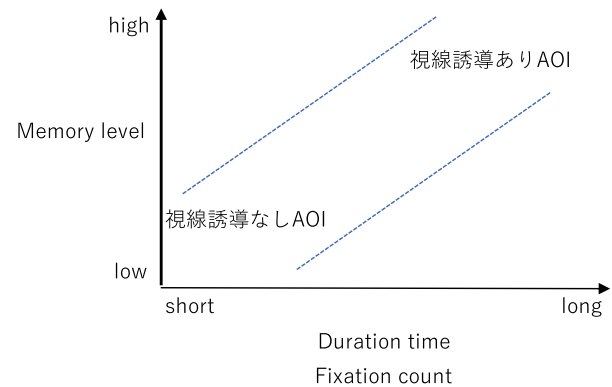 high
視線誘導ありAOI
Memory level
視線誘導なしAOI
low
short
long
Duration time
Fixation count